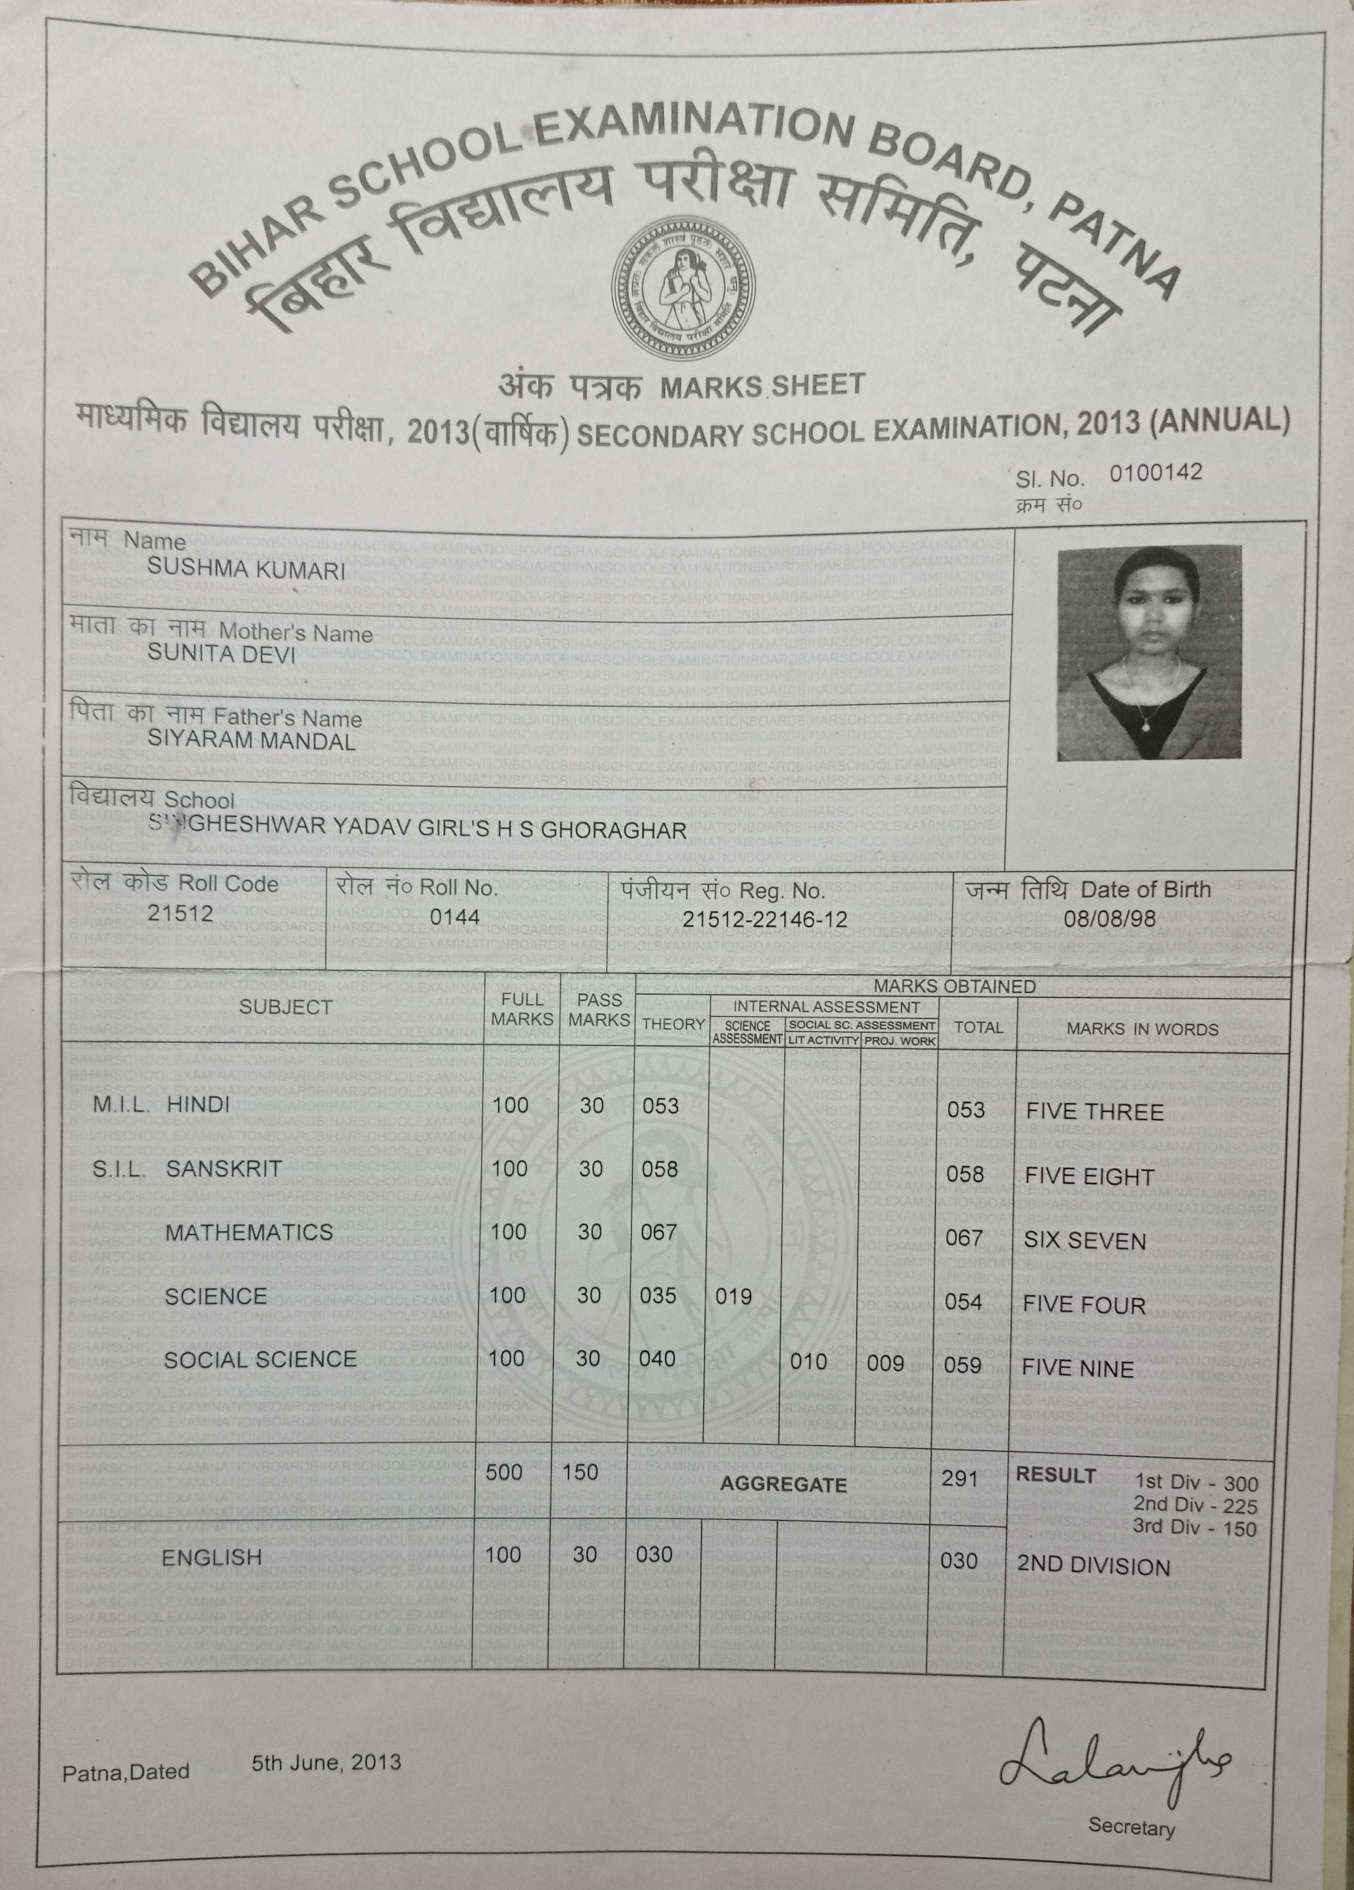 BIHAR SCHOOL EXAMINATION BOARD, PATNA
बिहार विद्यालय परीक्षा समिति, पटना
अंक पत्रक MARKS SHEET
माध्यमिक विद्यालय परीक्षा, 2013(वार्षिक) SECONDARY SCHOOL EXAMINATION, 2013 (ANNUAL)
Sl. No. 0100142
क्रम सं०
नाम Name
SUSHMA KUMARI
माता का नाम Mother's Name
SUNITA DEVI
पिता का नाम Father's Name
SIYARAM MANDAL
विद्यालय School
SINGHESHWAR YADAV GIRL'S H S GHORAGHAR
रोल कोड Roll Code रोल नं० Roll No. पंजीयन सं० Reg. No. जन्म तिथि Date of Birth
21512 0144 21512-22146-12 08/08/98
SUBJECT FULL MARKS PASS MARKS MARKS OBTAINED
THEORY INTERNAL ASSESSMENT TOTAL MARKS IN WORDS
SCIENCE ASSESSMENT SOCIAL SC. ASSESSMENT
LIT ACTIVITY PROJ. WORK
M.I.L. HINDI 100 30 053 053 FIVE THREE
S.I.L. SANSKRIT 100 30 058 058 FIVE EIGHT
MATHEMATICS 100 30 067 067 SIX SEVEN
SCIENCE 100 30 035 019 054 FIVE FOUR
SOCIAL SCIENCE 100 30 040 010 009 059 FIVE NINE
500 150 AGGREGATE 291 RESULT 1st Div - 300
2nd Div - 225
3rd Div - 150
ENGLISH 100 30 030 030 2ND DIVISION
Patna,Dated 5th June, 2013
Secretary